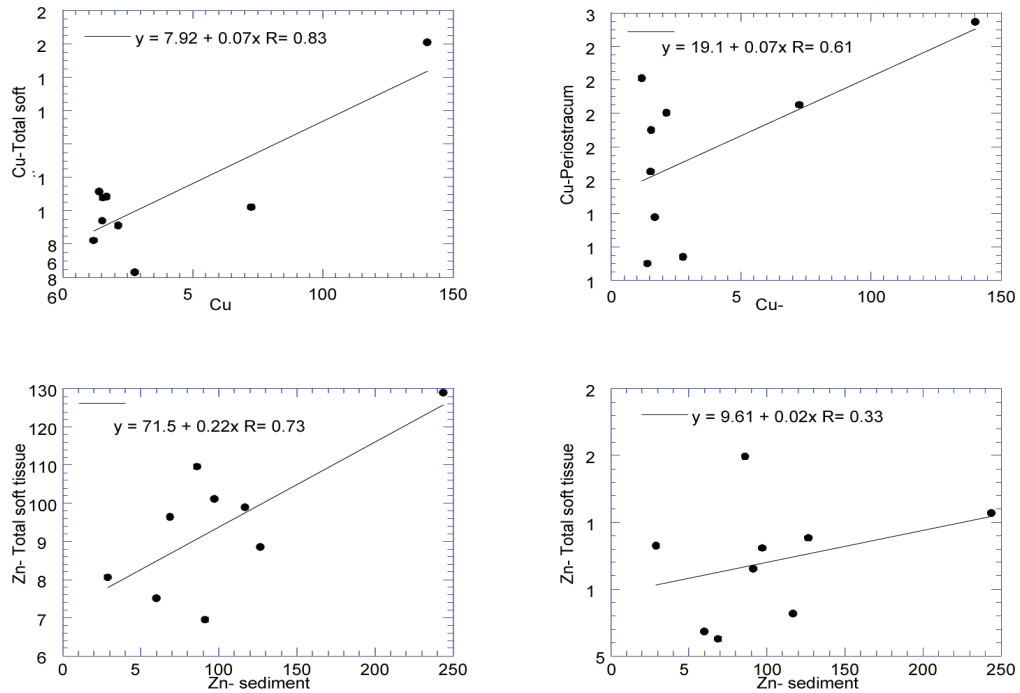 2
y = 7.92 + 0.07x R= 0.83
2
1
1
1
1
8
6
8
6
Cu-Total soft
0 5 100 150
Cu
3
y = 19.1 + 0.07x R= 0.61
2
2
2
2
2
1
1
1
Cu-Periostracum
0 5 100 150
Cu-
130
y = 71.5 + 0.22x R= 0.73
120
110
100
9
8
7
6
Zn- Total soft tissue
0 5 100 150 200 250
Zn- sediment
2
y = 9.61 + 0.02x R= 0.33
2
1
1
5
Zn- Total soft tissue
0 5 100 150 200 250
Zn- sediment